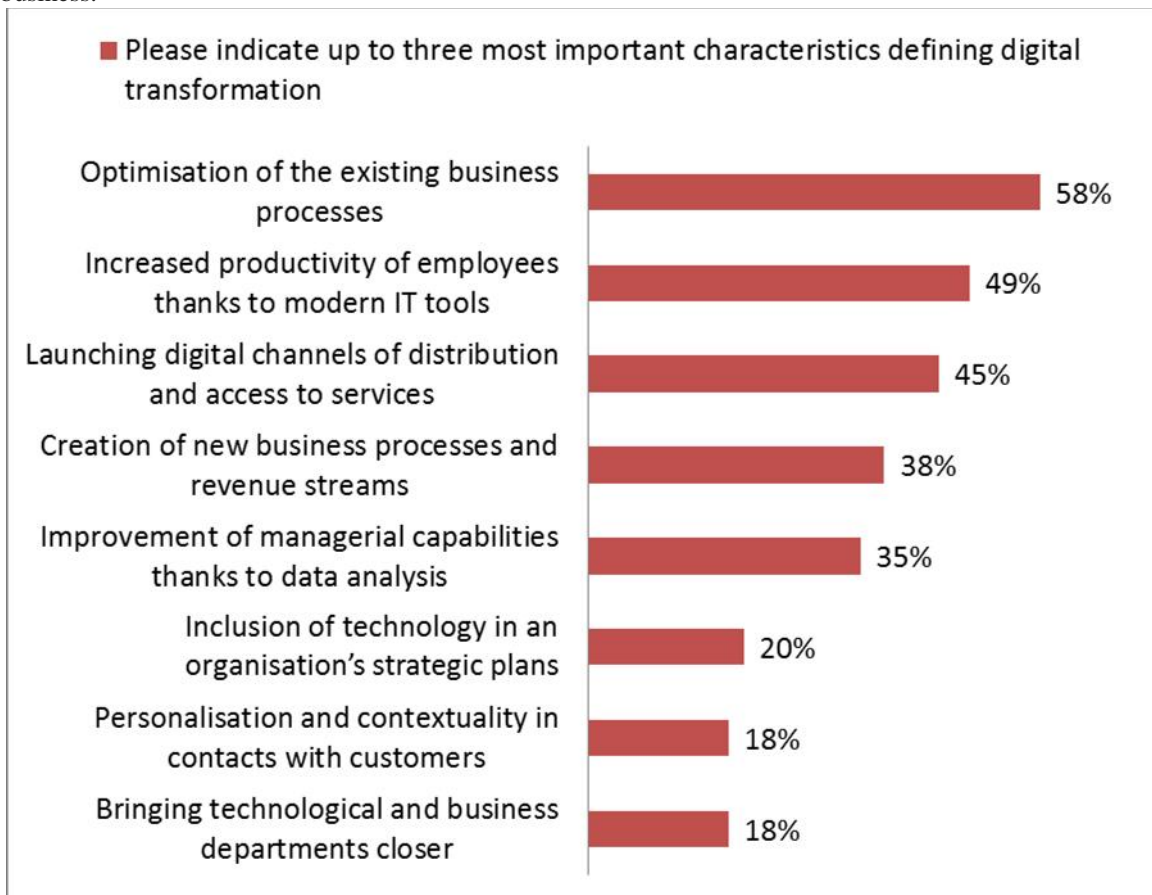 business.
Please indicate up to three most important characteristics defining digital
transformation
Optimisation of the existing business
processes
58%
Increased productivity of employees
thanks to modern IT tools
49%
Launching digital channels of distribution
and access to services
45%
Creation of new business processes and
revenue streams
38%
Improvement of managerial capabilities
thanks to data analysis
35%
Inclusion of technology in an
organisation’s strategic plans
20%
Personalisation and contextuality in
contacts with customers
18%
Bringing technological and business
departments closer
18%